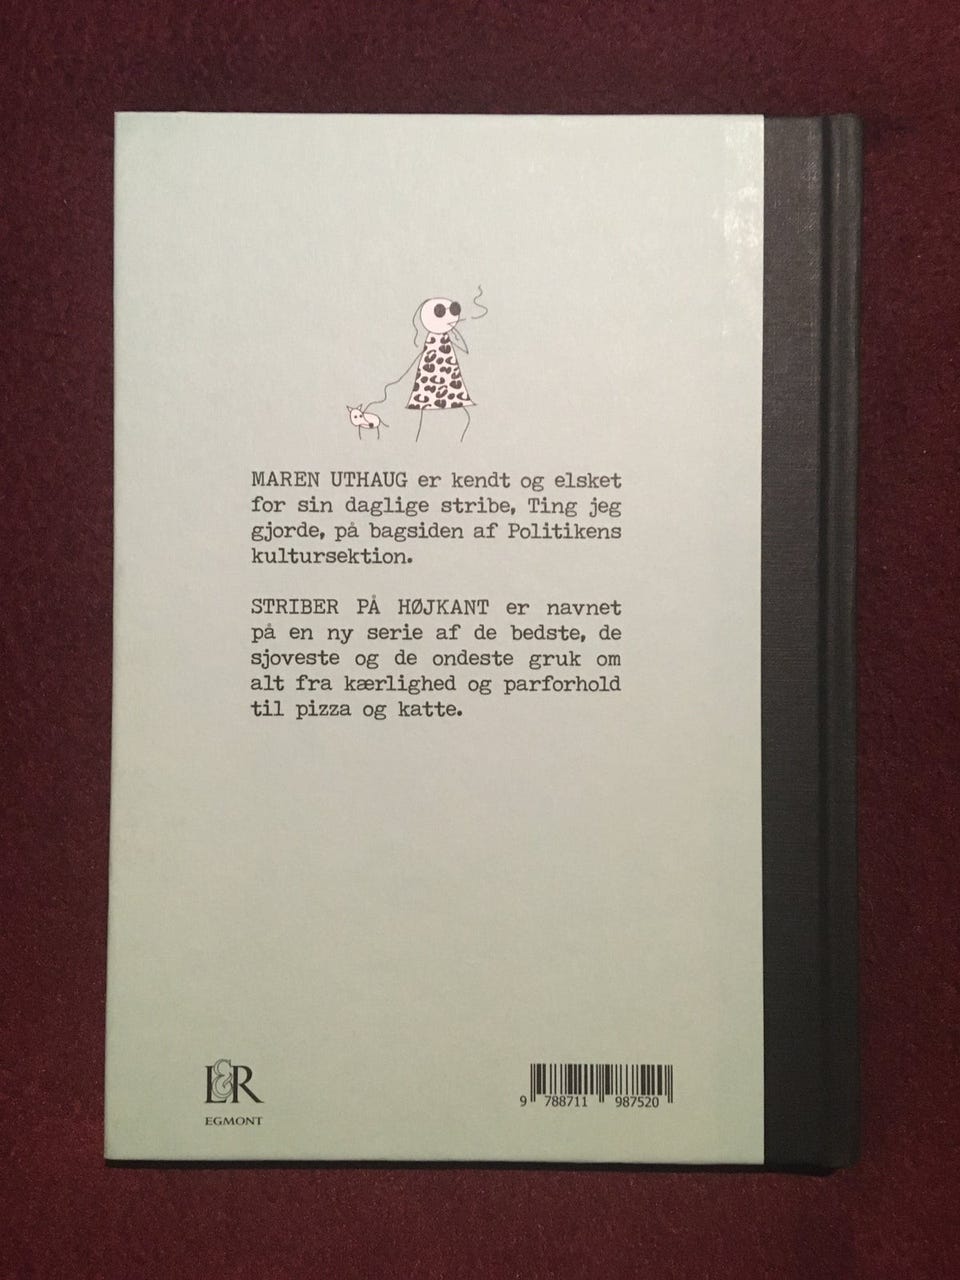 MAREN UTHAUG er kendt og elsket
for sin daglige stribe, Ting jeg
gjorde, på bagsiden af Politikens
kultursektion.
STRIBER PÅ HØJKANT er navnet
på en ny serie af de bedste, de
sjoveste og de ondeste gruk om
alt fra kærlighed og parforhold
til pizza og katte.
L&R
EGMONT
9 788711 987520